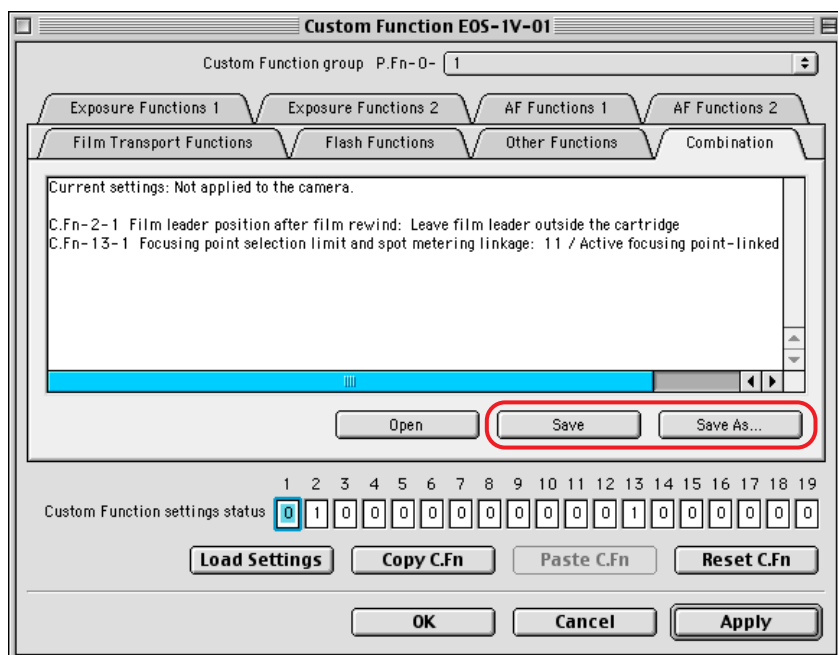 Custom Function EOS-1V-01
Custom Function group P.Fn-0- 1
Exposure Functions 1 Exposure Functions 2 AF Functions 1 AF Functions 2
Film Transport Functions Flash Functions Other Functions Combination
Current settings: Not applied to the camera.
C.Fn-2-1 Film leader position after film rewind: Leave film leader outside the cartridge
C.Fn-13-1 Focusing point selection limit and spot metering linkage: 11 / Active focusing point-linked
Open Save Save As...
1 2 3 4 5 6 7 8 9 10 11 12 13 14 15 16 17 18 19
Custom Function settings status 0 1 0 0 0 0 0 0 0 0 0 0 1 0 0 0 0 0 0
Load Settings Copy C.Fn Paste C.Fn Reset C.Fn
OK Cancel Apply